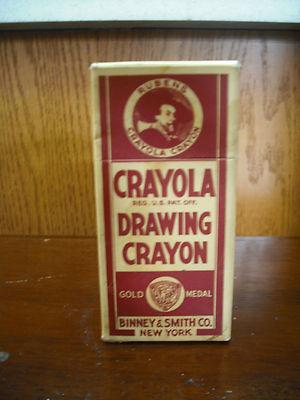 RUBENS
CRAYOLA CRAYON
CRAYOLA
REG. U.S. PAT. OFF.
DRAWING
CRAYON
GOLD MEDAL
BINNEY & SMITH CO.
NEW YORK